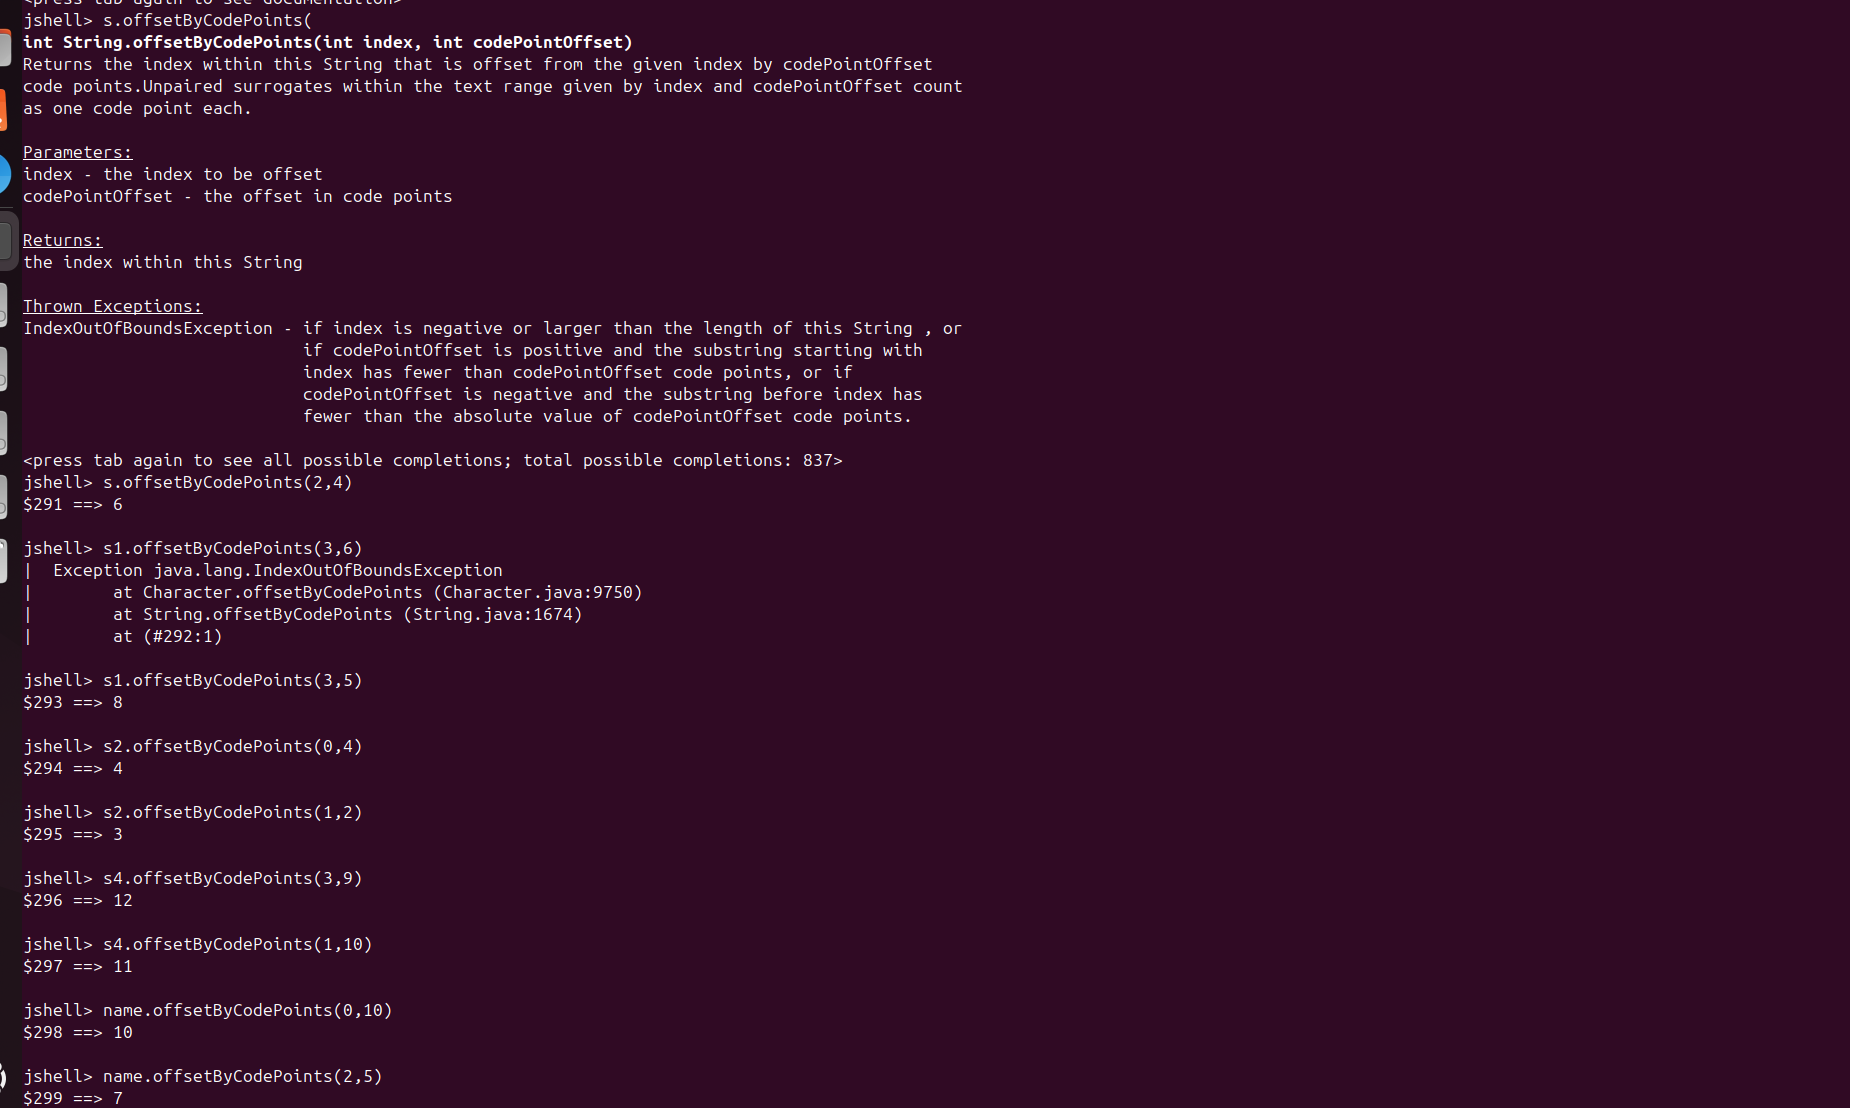 <press tab again to see documentation>
jshell> s.offsetByCodePoints(
int String.offsetByCodePoints(int index, int codePointOffset)
Returns the index within this String that is offset from the given index by codePointOffset
code points.Unpaired surrogates within the text range given by index and codePointOffset count
as one code point each.
Parameters:
index - the index to be offset
codePointOffset - the offset in code points
Returns:
the index within this String
Thrown Exceptions:
IndexOutOfBoundsException - if index is negative or larger than the length of this String , or
if codePointOffset is positive and the substring starting with
index has fewer than codePointOffset code points, or if
codePointOffset is negative and the substring before index has
fewer than the absolute value of codePointOffset code points.
<press tab again to see all possible completions; total possible completions: 837>
jshell> s.offsetByCodePoints(2,4)
$291 ==> 6
jshell> s1.offsetByCodePoints(3,6)
|  Exception java.lang.IndexOutOfBoundsException
|        at Character.offsetByCodePoints (Character.java:9750)
|        at String.offsetByCodePoints (String.java:1674)
|        at (#292:1)
jshell> s1.offsetByCodePoints(3,5)
$293 ==> 8
jshell> s2.offsetByCodePoints(0,4)
$294 ==> 4
jshell> s2.offsetByCodePoints(1,2)
$295 ==> 3
jshell> s4.offsetByCodePoints(3,9)
$296 ==> 12
jshell> s4.offsetByCodePoints(1,10)
$297 ==> 11
jshell> name.offsetByCodePoints(0,10)
$298 ==> 10
jshell> name.offsetByCodePoints(2,5)
$299 ==> 7